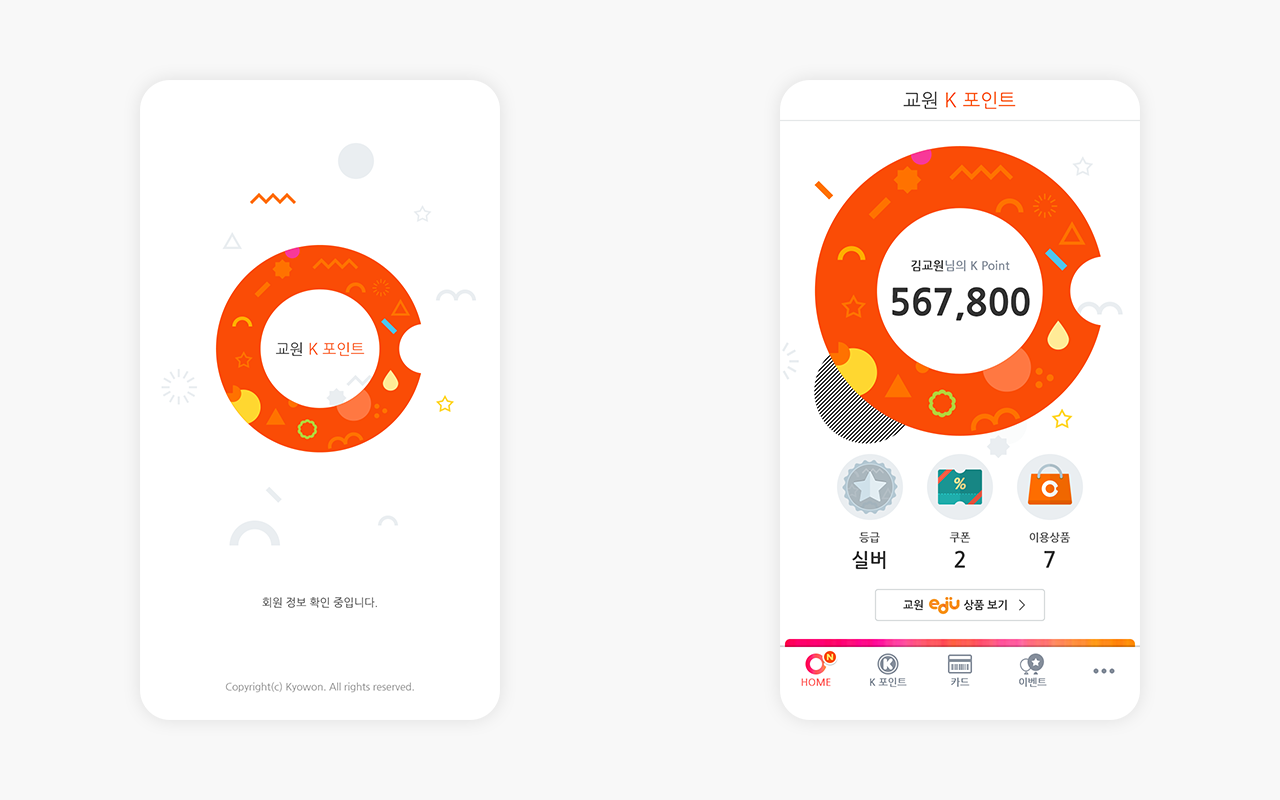 교원 K 포인트
회원 정보 확인 중입니다.
Copyright(c) Kyowon. All rights reserved.
교원 K 포인트
김교원님의 K Point
567,800
%
등급
쿠폰
이용상품
실버
2
7
교원 edu 상품 보기 >
N
K
HOME
K 포인트
카드
이벤트